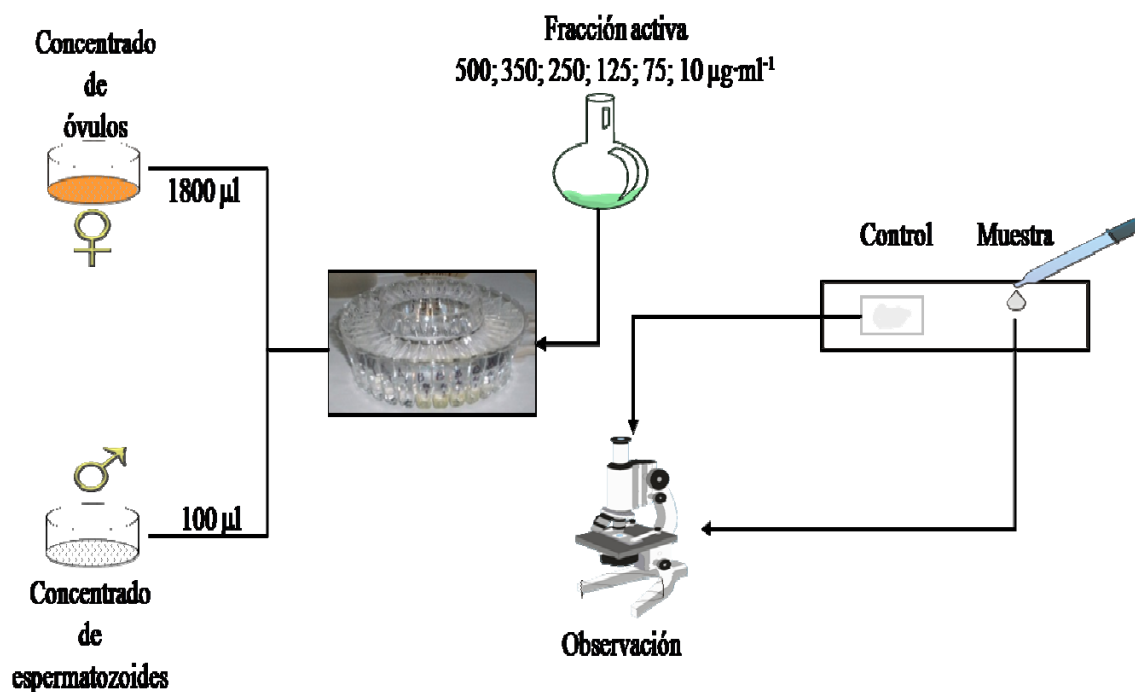 Concentrado
de
óvulos
1800 µl
Fracción activa
500; 350; 250; 125; 75; 10 µg·ml⁻¹
Control
Muestra
100 µl
Concentrado
de
espermatozoides
Observación